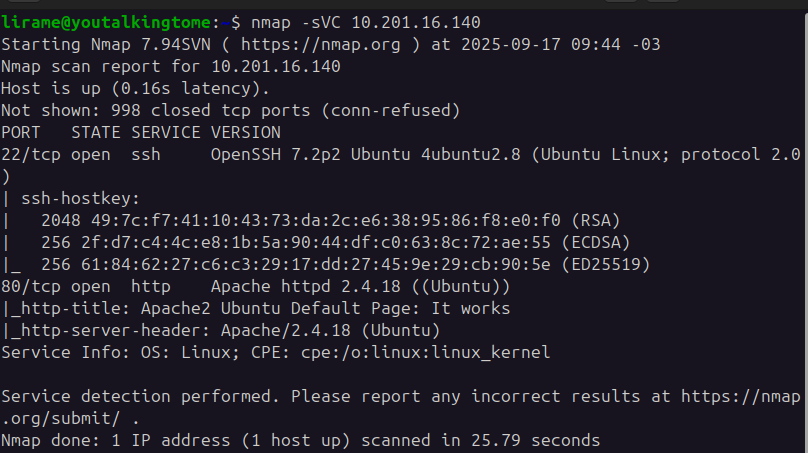 lirame@youtalkingtome:~$ nmap -sVC 10.201.16.140
Starting Nmap 7.94SVN ( https://nmap.org ) at 2025-09-17 09:44 -03
Nmap scan report for 10.201.16.140
Host is up (0.16s latency).
Not shown: 998 closed tcp ports (conn-refused)
PORT   STATE SERVICE VERSION
22/tcp open  ssh     OpenSSH 7.2p2 Ubuntu 4ubuntu2.8 (Ubuntu Linux; protocol 2.0
)
| ssh-hostkey:
|   2048 49:7c:f7:41:10:43:73:da:2c:e6:38:95:86:f8:e0:f0 (RSA)
|   256 2f:d7:c4:4c:e8:1b:5a:90:44:df:c0:63:8c:72:ae:55 (ECDSA)
|_  256 61:84:62:27:c6:c3:29:17:dd:27:45:9e:29:cb:90:5e (ED25519)
80/tcp open  http    Apache httpd 2.4.18 ((Ubuntu))
|_http-title: Apache2 Ubuntu Default Page: It works
|_http-server-header: Apache/2.4.18 (Ubuntu)
Service Info: OS: Linux; CPE: cpe:/o:linux:linux_kernel

Service detection performed. Please report any incorrect results at https://nmap
.org/submit/ .
Nmap done: 1 IP address (1 host up) scanned in 25.79 seconds